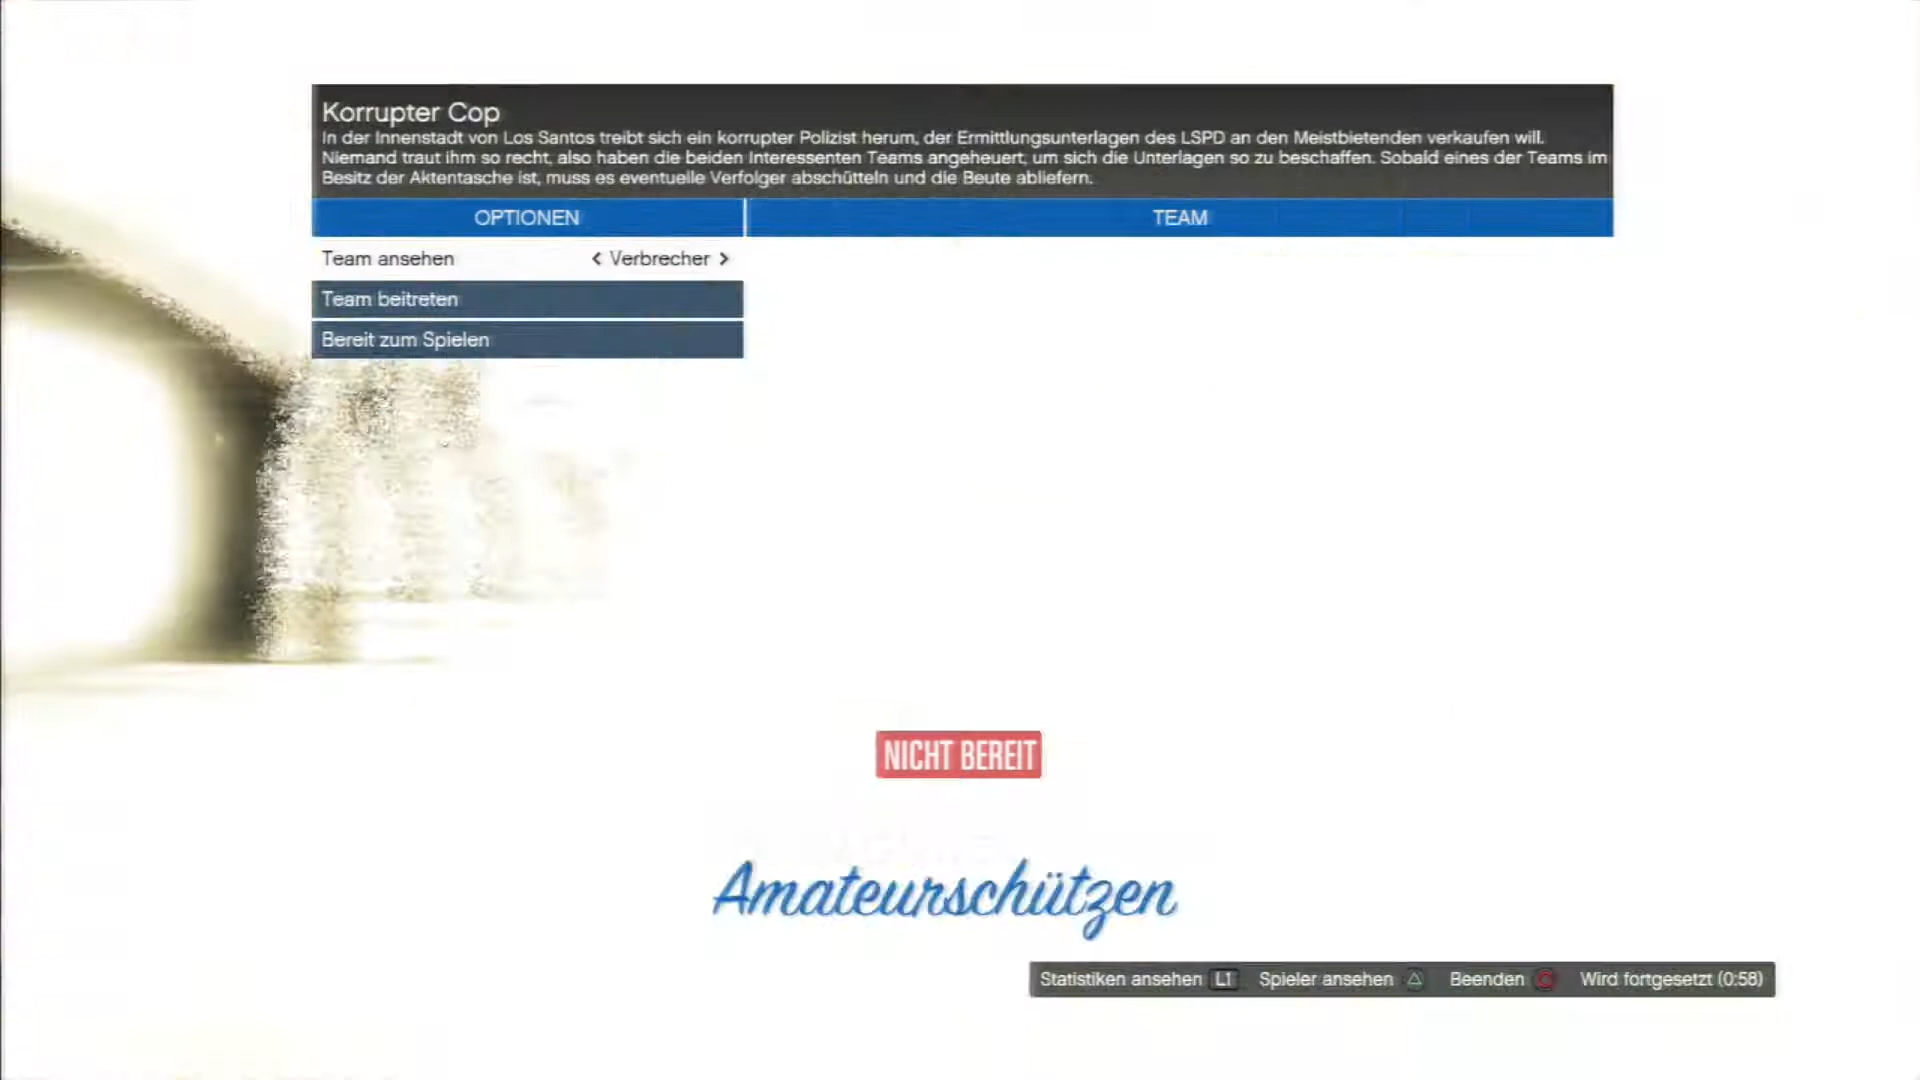 Korrupter Cop
In der Innenstadt von Los Santos treibt sich ein korrupter Polizist herum, der Ermittlungsunterlagen des LSPD an den Meistbietenden verkaufen will.
Niemand traut ihm so recht, also haben die beiden Interessenten Teams angeheuert, um sich die Unterlagen so zu beschaffen. Sobald eines der Teams im
Besitz der Aktentasche ist, muss es eventuelle Verfolger abschütteln und die Beute abliefern.
OPTIONEN TEAM
Team ansehen < Verbrecher >
Team beitreten
Bereit zum Spielen
NICHT BEREIT
Amateurschützen
Statistiken ansehen L1 Spieler ansehen Beenden Wird fortgesetzt (0:58)